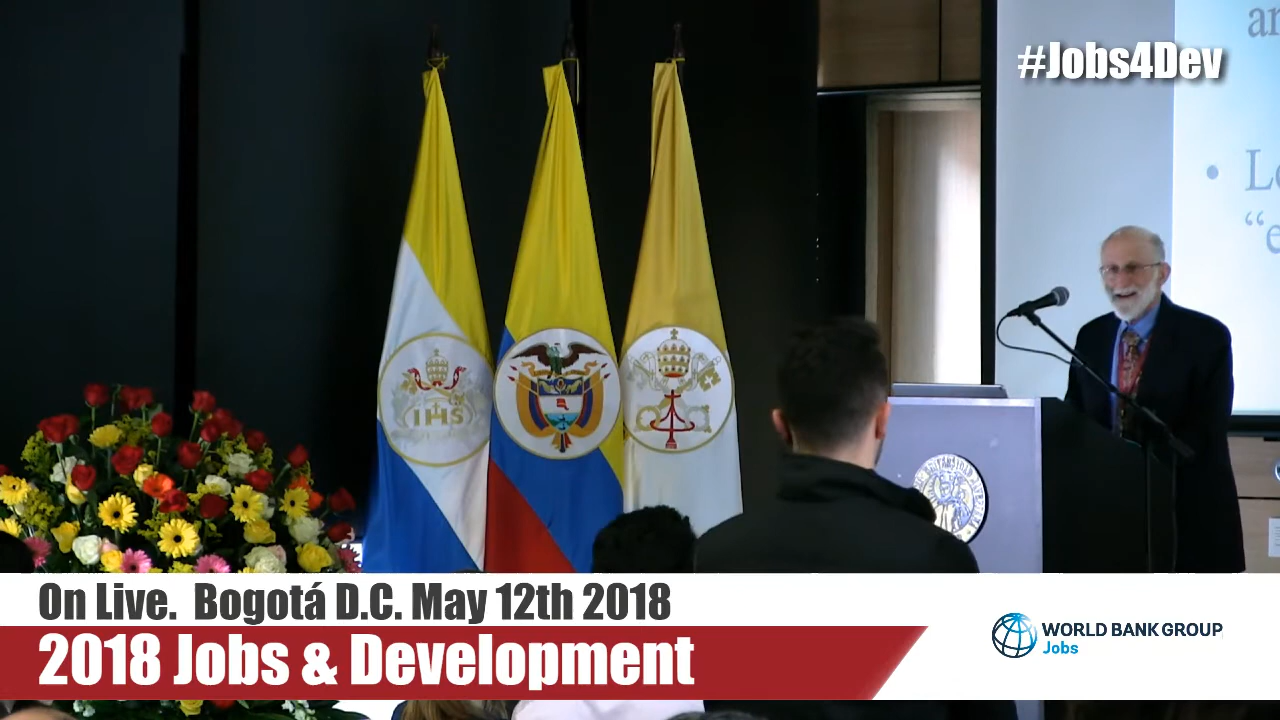 #Jobs4Dev
IHS
On Live. Bogotá D.C. May 12th 2018
2018 Jobs & Development
WORLD BANK GROUP
Jobs